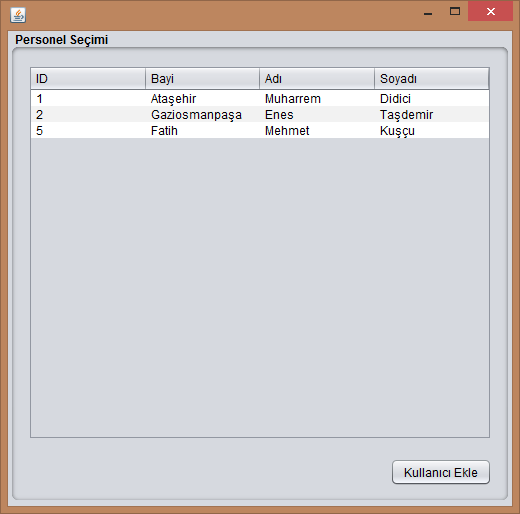 Personel Seçimi
ID Bayi Adı Soyadı
1 Ataşehir Muharrem Didici
2 Gaziosmanpaşa Enes Taşdemir
5 Fatih Mehmet Kuşçu
Kullanıcı Ekle